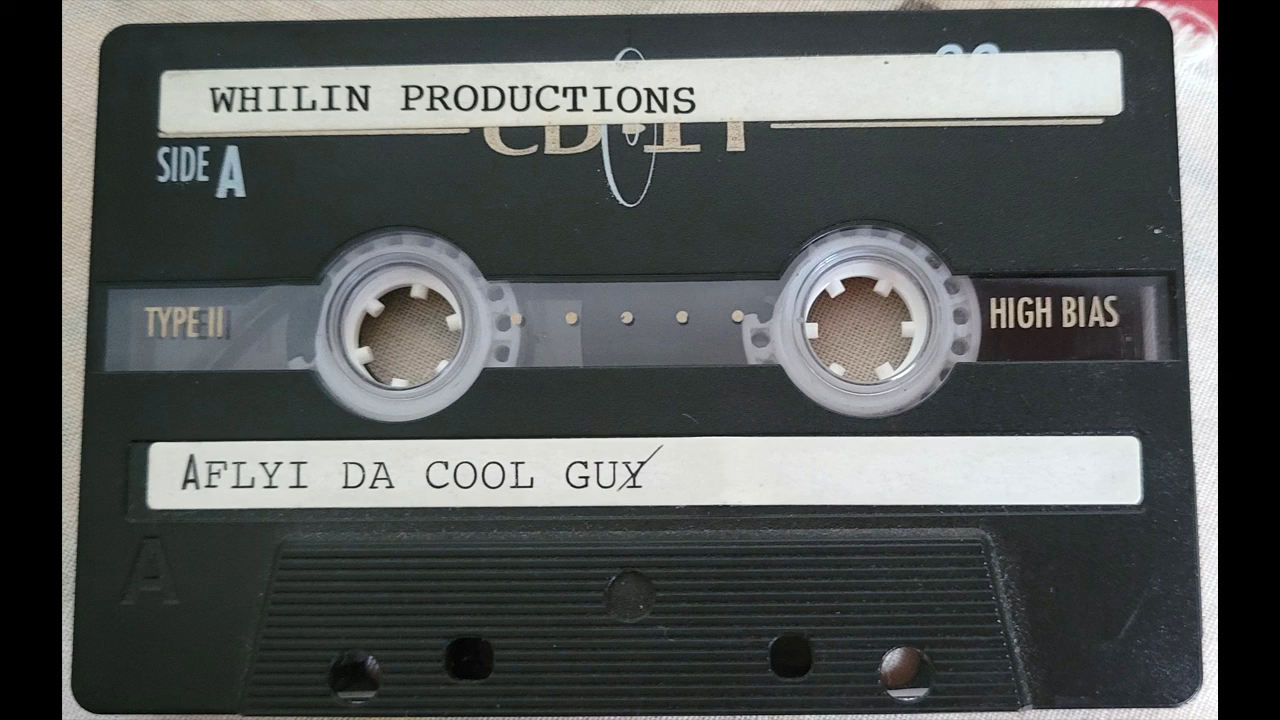 WHILIN PRODUCTIONS
SIDE A
TYPE II
HIGH BIAS
AFLYI DA COOL GUY
A